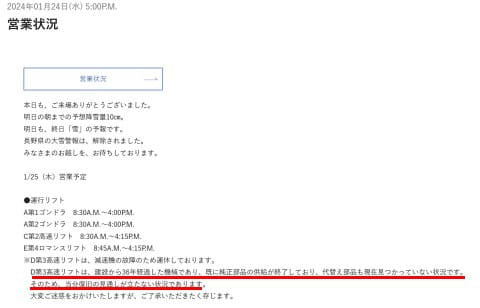 2024年01月24日(水) 5:00P.M.
営業状況
営業状況
本日も、ご来場ありがとうございました。
明日の朝までの予想降雪量10cm。
明日も、終日「雪」の予報です。
長野県の大雪警報は、解除されました。
みなさまのお越しを、お待ちしております。
1/25（木）営業予定
●運行リフト
A第1ゴンドラ　8:30A.M.〜4:00P.M.
A第2ゴンドラ　8:30A.M.〜4:00P.M.
C第2高速リフト　8:30A.M.〜4:15P.M.
E第4ロマンスリフト　8:45A.M.〜4:15P.M.
※D第3高速リフトは、減速機の故障のため運休しております。
D第3高速リフトは、建設から36年経過した機械であり、既に純正部品の供給が終了しており、代替え部品も現在見つかっていない状況です。
そのため、当分復旧の見通しが立たない状況であります。
大変ご迷惑をおかけいたしますが、ご了承いただきたく存じます。